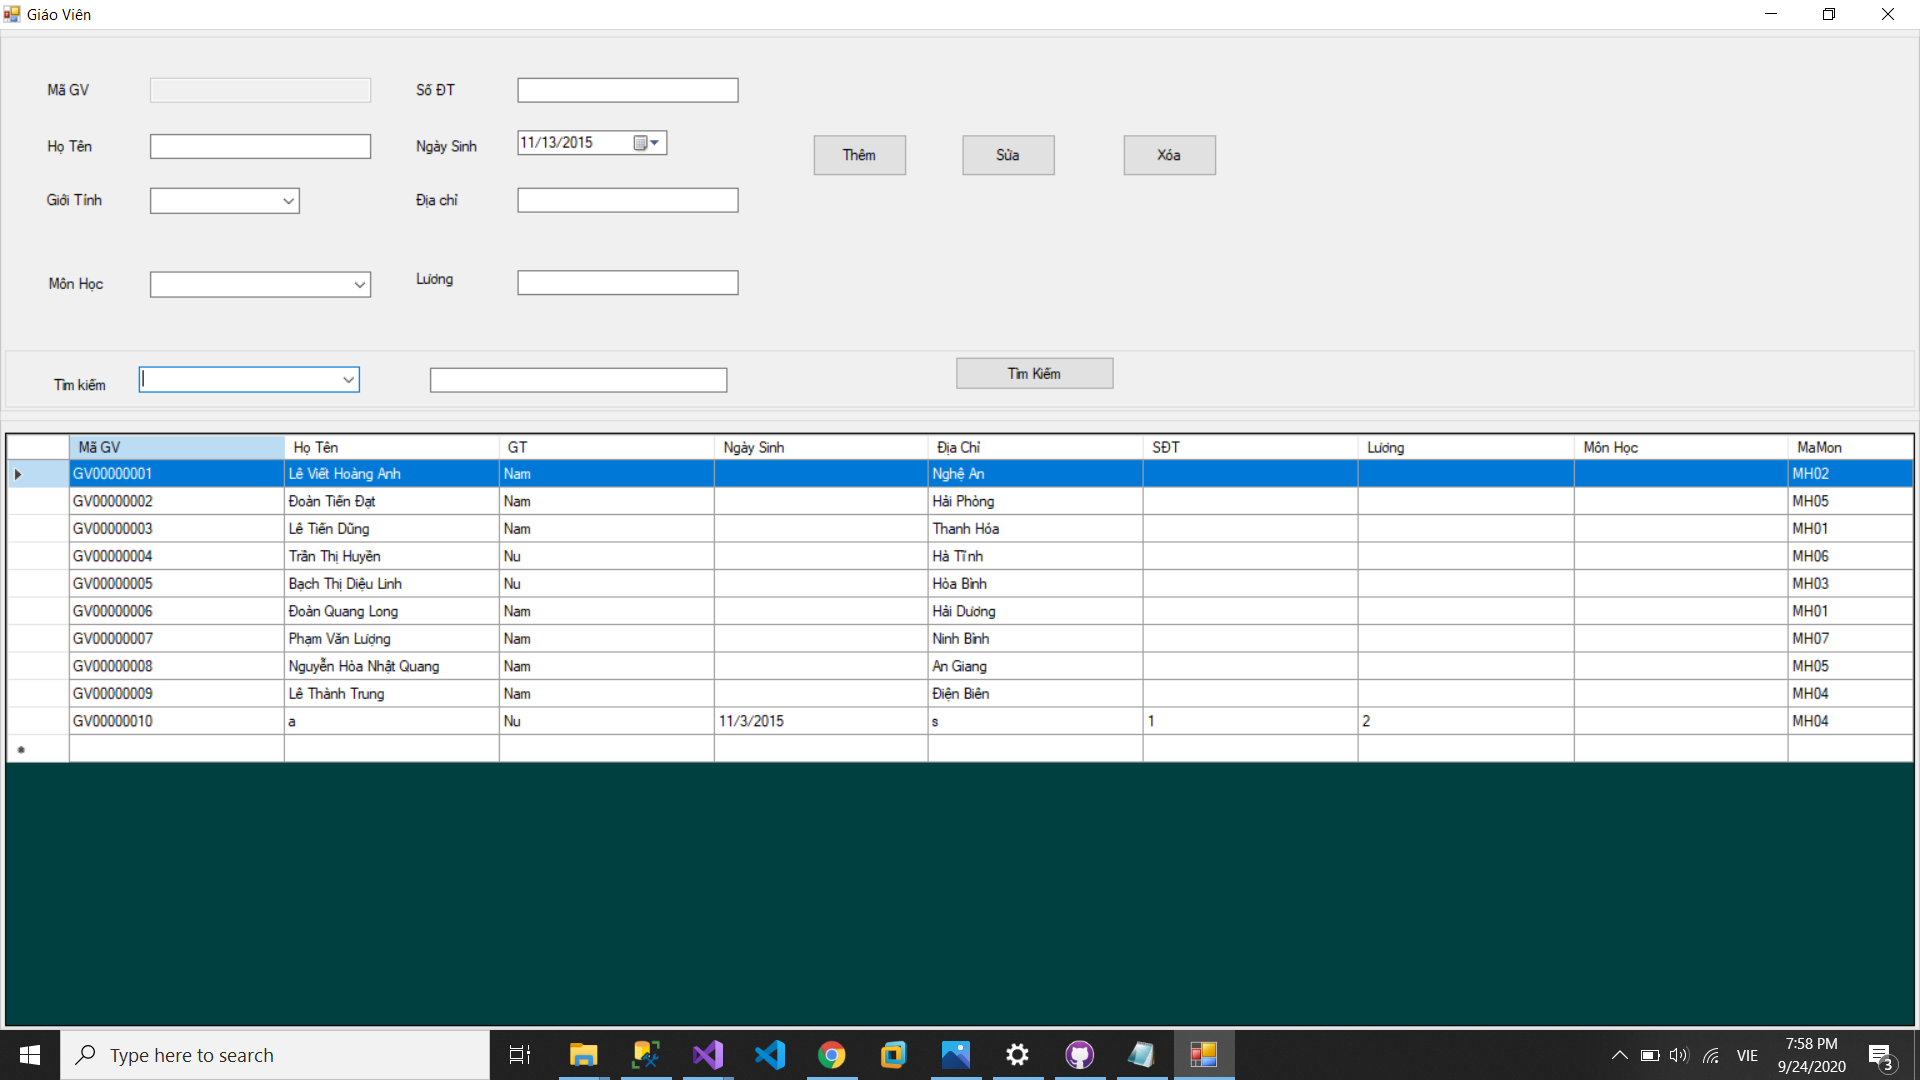 Giáo Viên
Mã GV
Số ĐT
Họ Tên
Ngày Sinh
11/13/2015
Thêm
Sửa
Xóa
Giới Tính
Địa chỉ
Môn Học
Lương
Tìm kiếm
Tìm Kiếm
Mã GV Họ Tên GT Ngày Sinh Địa Chỉ SĐT Lương Môn Học MaMon
GV00000001 Lê Viết Hoàng Anh Nam Nghệ An MH02
GV00000002 Đoàn Tiến Đạt Nam Hải Phòng MH05
GV00000003 Lê Tiến Dũng Nam Thanh Hóa MH01
GV00000004 Trần Thị Huyền Nu Hà Tĩnh MH06
GV00000005 Bạch Thị Diệu Linh Nu Hòa Bình MH03
GV00000006 Đoàn Quang Long Nam Hải Dương MH01
GV00000007 Phạm Văn Lượng Nam Ninh Bình MH07
GV00000008 Nguyễn Hòa Nhật Quang Nam An Giang MH05
GV00000009 Lê Thành Trung Nam Điện Biên MH04
GV00000010 a Nu 11/3/2015 s 1 2 MH04
Type here to search
VIE
7:58 PM
9/24/2020
3